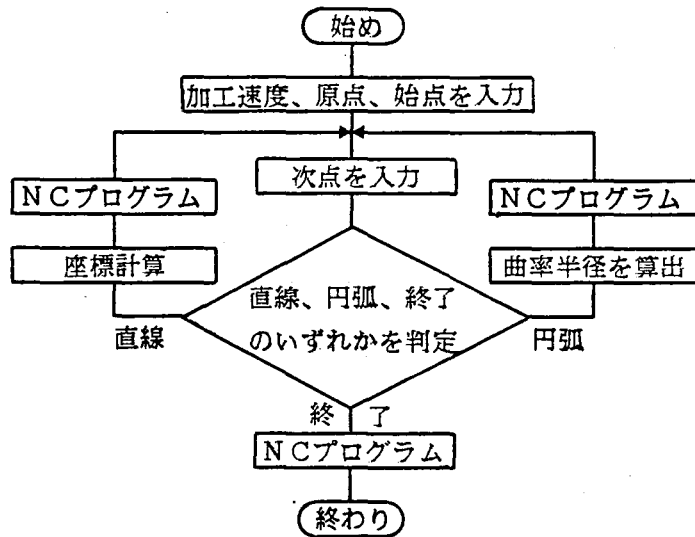 始め
加工速度、原点、始点を入力
次点を入力
NCプログラム
NCプログラム
座標計算
曲率半径を算出
直線、円弧、終了
のいずれかを判定
直線
円弧
終 了
NCプログラム
終わり